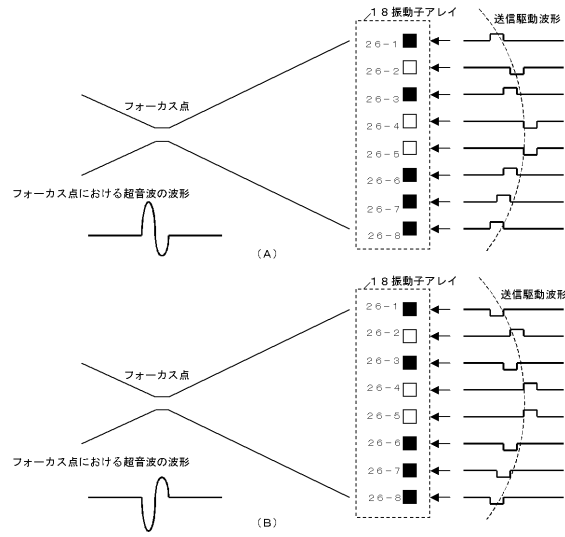 18振動子アレイ
送信駆動波形
26-1
26-2
26-3
26-4
26-5
26-6
26-7
26-8
フォーカス点
フォーカス点における超音波の波形
(A)
18振動子アレイ
送信駆動波形
26-1
26-2
26-3
26-4
26-5
26-6
26-7
26-8
フォーカス点
フォーカス点における超音波の波形
(B)